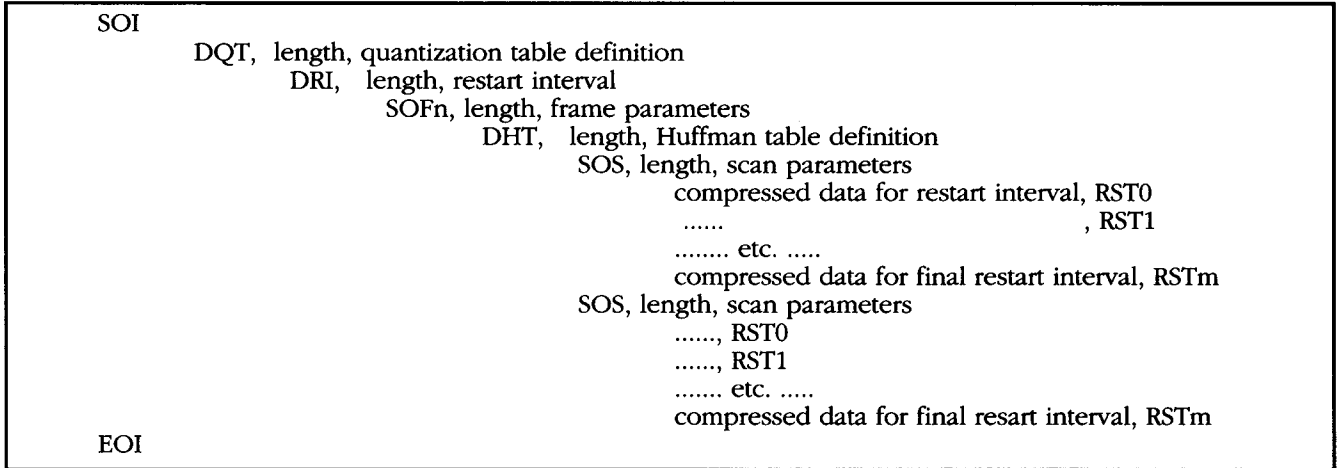 SOI
DQT, length, quantization table definition
DRI, length, restart interval
SOFn, length, frame parameters
DHT, length, Huffman table definition
SOS, length, scan parameters
compressed data for restart interval, RST0
...... , RST1
........ etc. .....
compressed data for final restart interval, RSTm
SOS, length, scan parameters
......, RST0
......, RST1
....... etc. .....
compressed data for final resart interval, RSTm
EOI